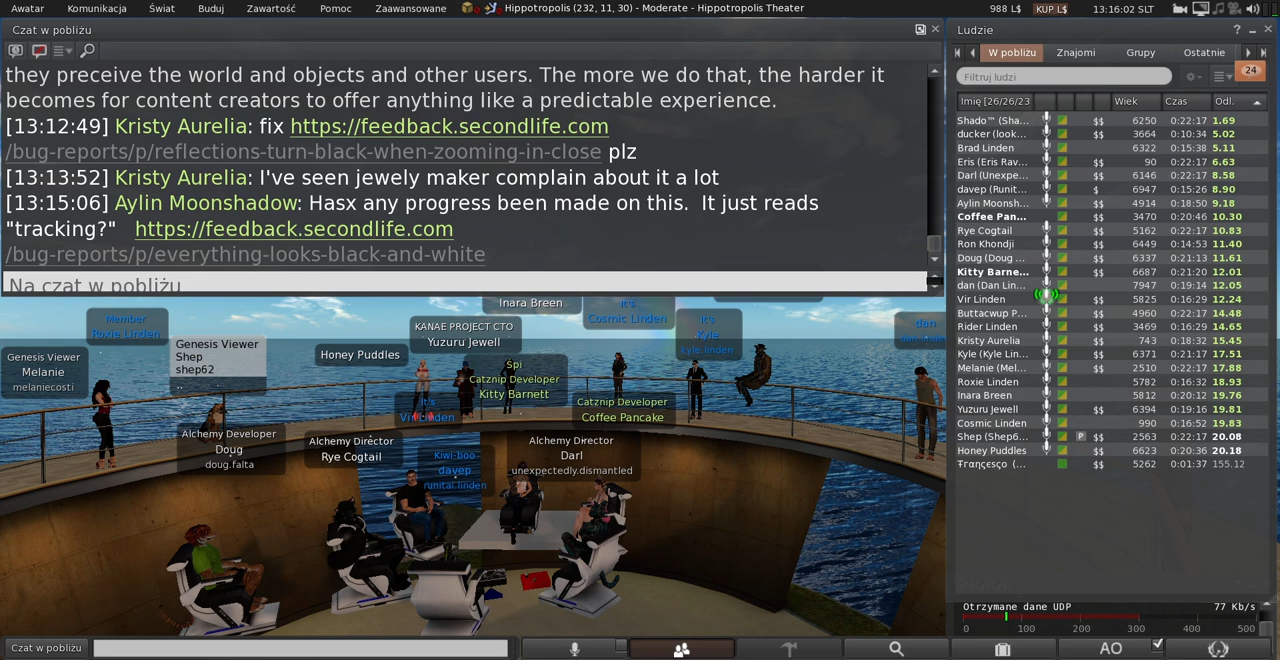 Awatar Komunikacja Świat Buduj Zawartość Pomoc Zaawansowane Hippotropolis (232, 11, 30) - Moderate - Hippotropolis Theater 988 L$ KUP L$ 13:16:02 SLT
Czat w pobliżu
they preceive the world and objects and other users. The more we do that, the harder it
becomes for content creators to offer anything like a predictable experience.
[13:12:49] Kristy Aurelia: fix https://feedback.secondlife.com
/bug-reports/p/reflections-turn-black-when-zooming-in-close plz
[13:13:52] Kristy Aurelia: I've seen jewely maker complain about it a lot
[13:15:06] Aylin Moonshadow: Hasx any progress been made on this.  It just reads
"tracking?"   https://feedback.secondlife.com
/bug-reports/p/everything-looks-black-and-white
Na czat w pobliżu
Inara Breen
It's
Cosmic Linden
Member
Roxie Linden
It's
Kyle
kyle.linden
dan
KANAE PROJECT CTO
Yuzuru Jewell
Genesis Viewer
Shep
shep62
Honey Puddles
Genesis Viewer
Melanie
melaniecosti
Spi
Catznip Developer
Kitty Barnett
It's
Vir Linden
Catznip Developer
Coffee Pancake
Alchemy Developer
Doug
doug.falta
Alchemy Director
Rye Cogtail
Kiwi-boo
davep
runital.linden
Alchemy Director
Darl
unexpectedly.dismantled
Ludzie
W pobliżu Znajomi Grupy Ostatnie
Filtruj ludzi
24
Imię [26/26/23 Wiek Czas Odl.
Shado™ (Sha... $$ 6250 0:22:17 1.69
ducker (look... $$ 3664 0:10:34 5.02
Brad Linden 6322 0:15:38 5.11
Eris (Eris Rav... $$ 90 0:22:17 6.63
Darl (Unexpe... $$ 6146 0:22:17 8.58
davep (Runit... 6947 0:15:26 8.90
Aylin Moonsh... $$ 4914 0:18:50 9.18
Coffee Pan... $$ 3470 0:20:46 10.30
Rye Cogtail $$ 5162 0:22:17 10.83
Ron Khondji $$ 6449 0:14:53 11.40
Doug (Doug ... $$ 6337 0:21:13 11.61
Kitty Barne... $$ 6687 0:21:20 12.01
dan (Dan Lin... 7947 0:19:14 12.05
Vir Linden $$ 5825 0:16:29 12.24
Buttacwup P... $$ 4960 0:22:17 14.48
Rider Linden $$ 3469 0:16:29 14.65
Kristy Aurelia $$ 743 0:18:32 15.45
Kyle (Kyle Lin... $$ 6371 0:21:17 17.51
Melanie (Mel... $$ 2510 0:22:17 17.88
Roxie Linden 5782 0:16:32 18.93
Inara Breen 5812 0:20:12 19.76
Yuzuru Jewell $$ 6394 0:19:16 19.81
Cosmic Linden 990 0:16:52 19.83
Shep (Shep6... P $$ 2563 0:22:17 20.08
Honey Puddles $$ 6623 0:20:36 20.18
Ŧrançεsço (... $$ 5262 0:01:37 155.12
Otrzymane dane UDP 77 Kb/s
0 100 200 300 400 500
Czat w pobliżu
AO